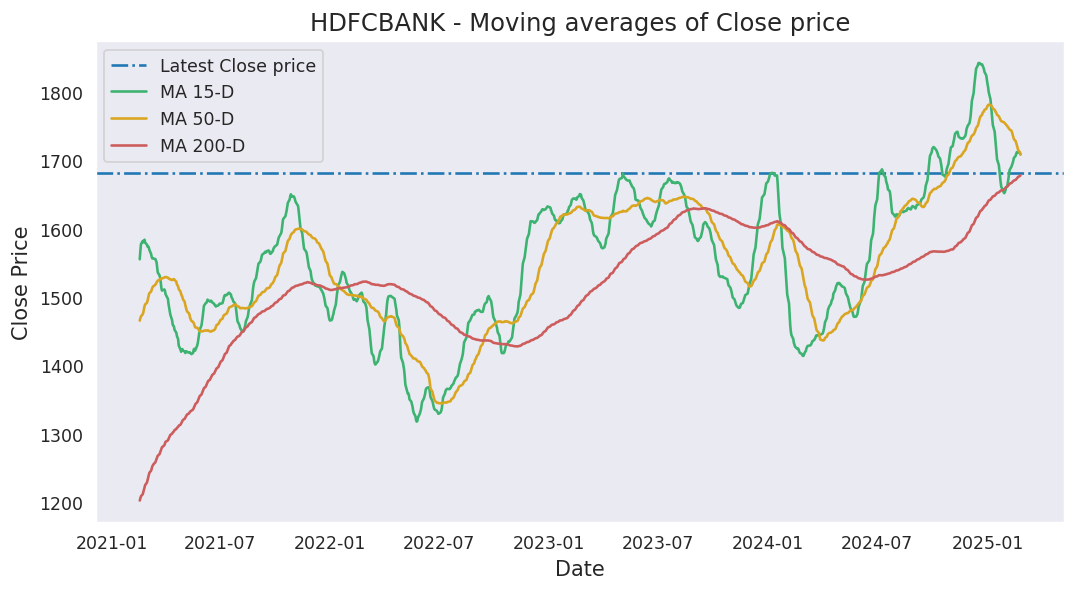 HDFCBANK - Moving averages of Close price
Latest Close price
MA 15-D
MA 50-D
MA 200-D
Close Price
1800
1700
1600
1500
1400
1300
1200
2021-01
2021-07
2022-01
2022-07
2023-01
2023-07
2024-01
2024-07
2025-01
Date